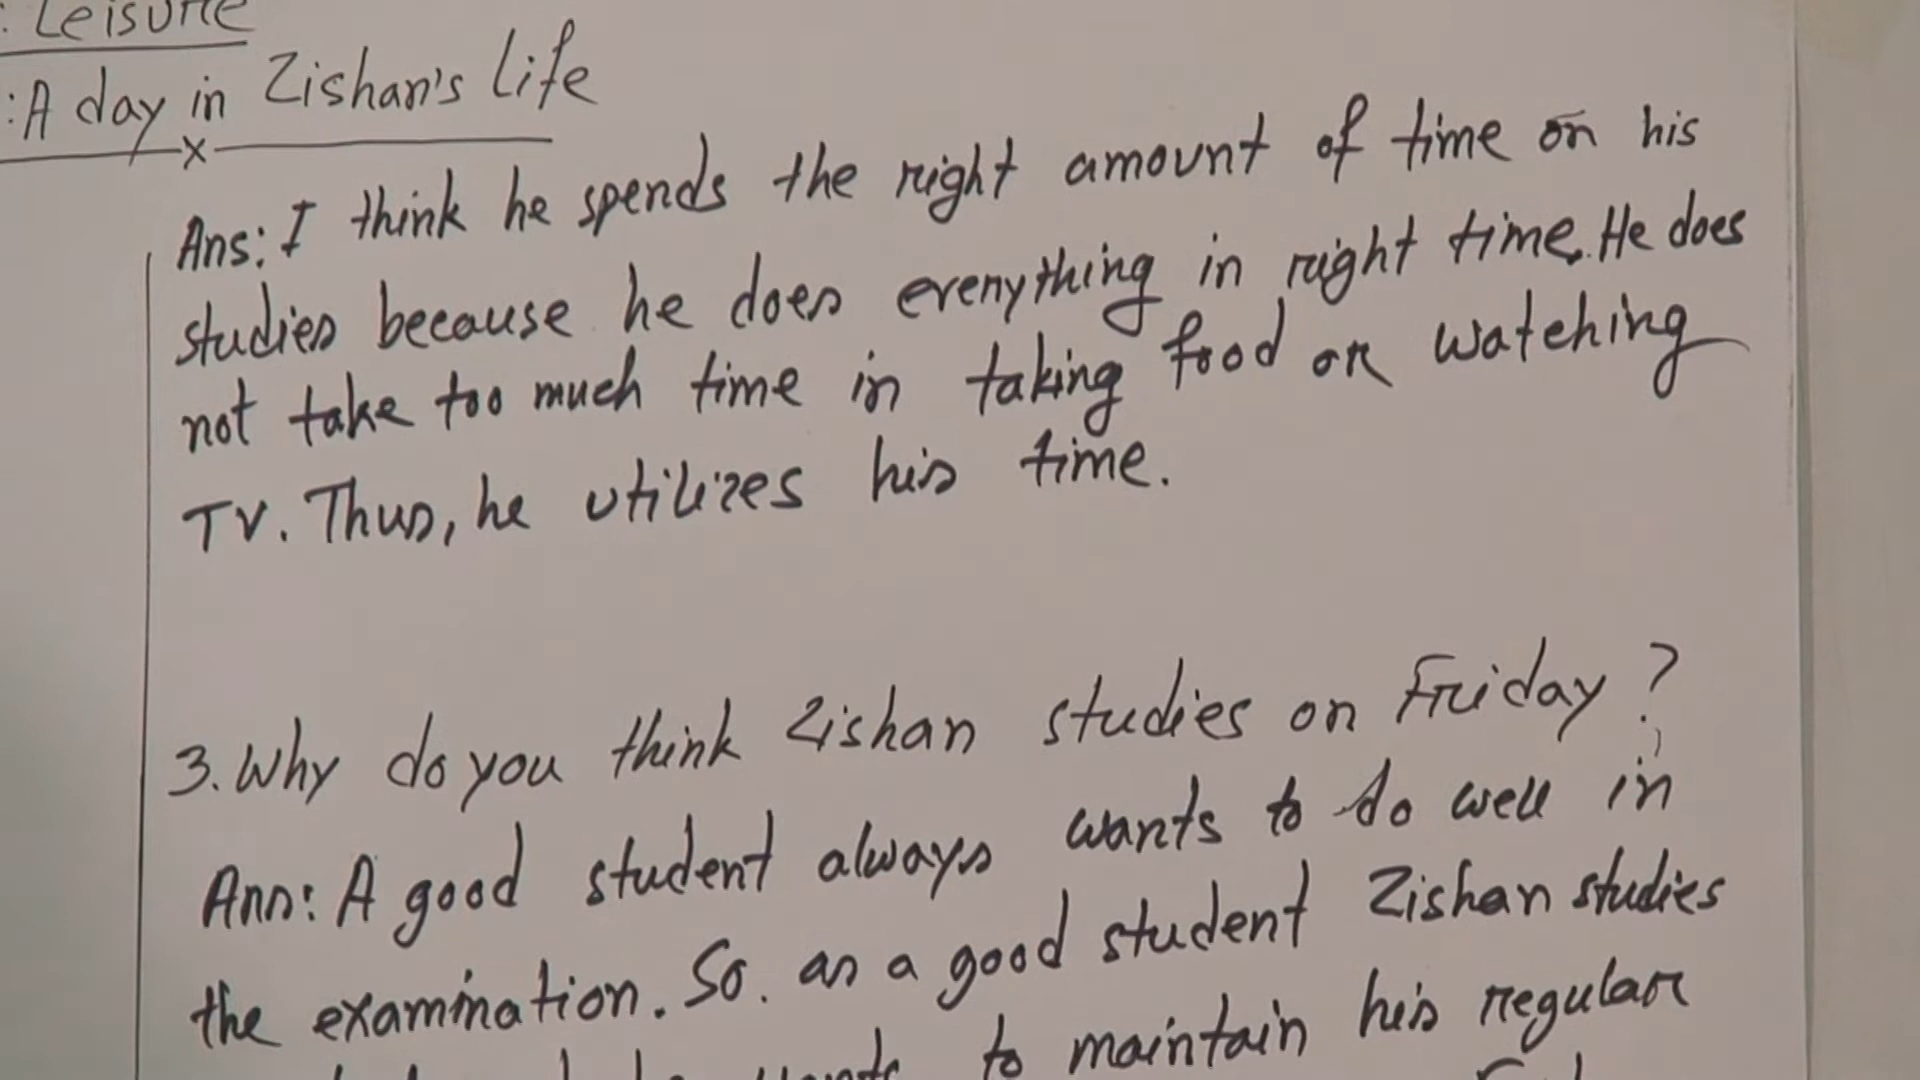 : Leisure
: A day in Zishan's life
x
Ans: I think he spends the right amount of time on his
studies because he does everything in right time. He does
not take too much time in taking food or watching
TV. Thus, he utilizes his time.
3. Why do you think Zishan studies on Friday?
Ans: A good student always wants to do well in
the examination. So. as a good student Zishan studies
to maintain his regular